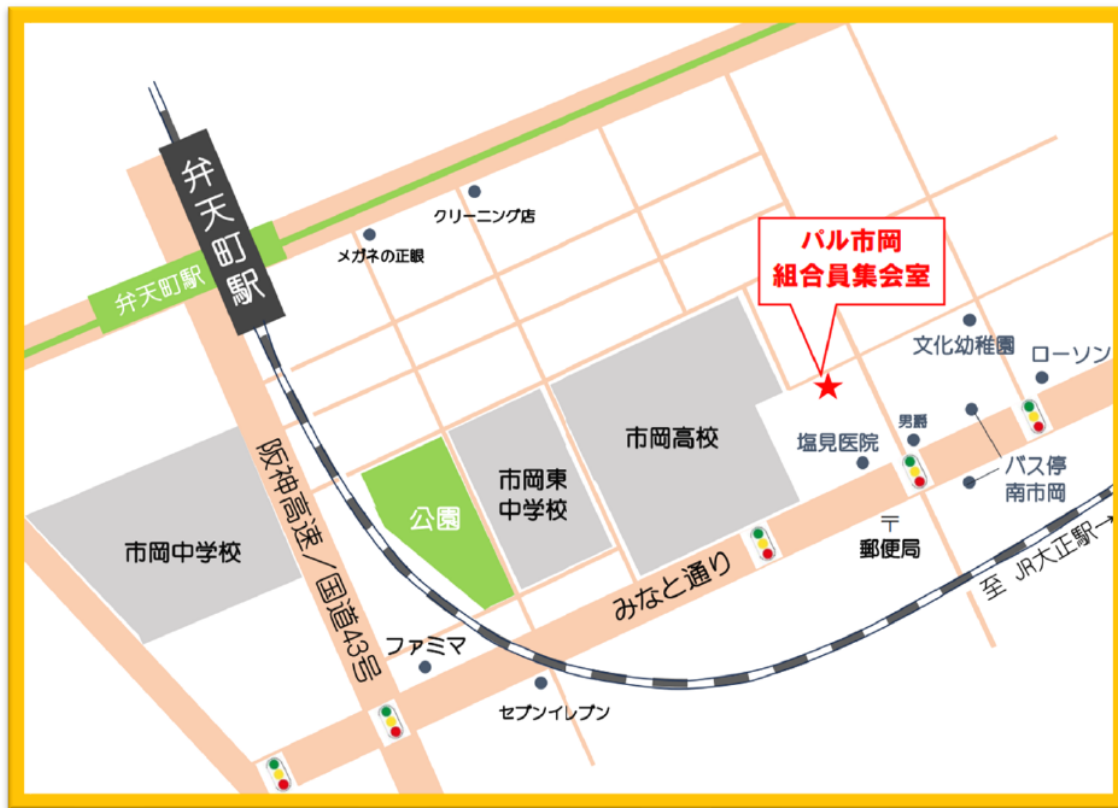 弁天町駅
弁天町駅
クリーニング店
メガネの正眼
パル市岡
組合員集会室
文化幼稚園
ローソン
男爵
塩見医院
バス停
南市岡
市岡高校
市岡東
中学校
公園
市岡中学校
阪神高速/国道43号
〒
郵便局
至 JR大正駅→
みなと通り
ファミマ
セブンイレブン